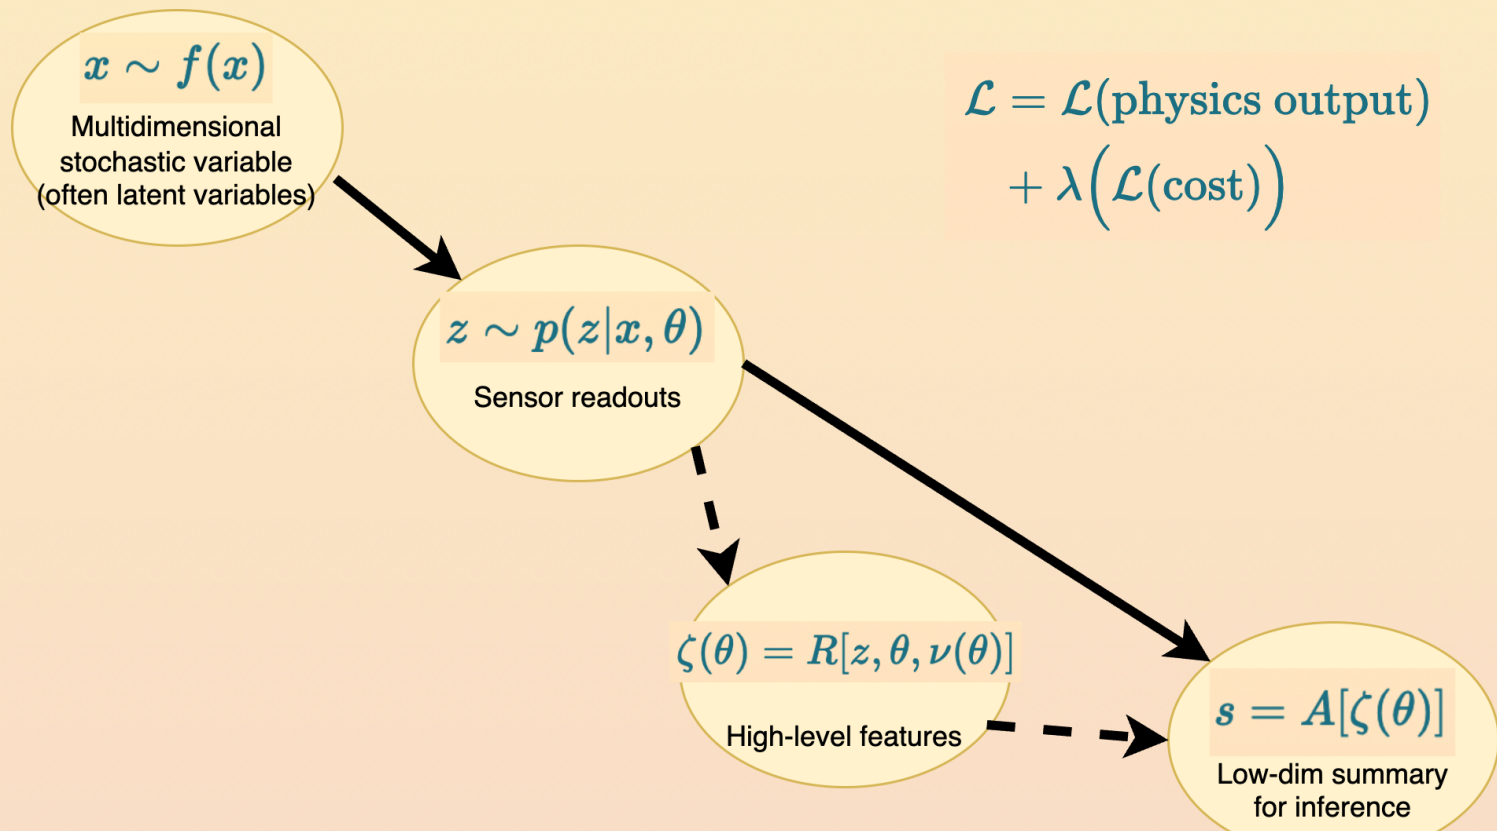 x ∼ f(x)
Multidimensional
stochastic variable
(often latent variables)
ℒ = ℒ(physics output)
+ λ(ℒ(cost))
z ∼ p(z|x, θ)
Sensor readouts
ζ(θ) = R[z, θ, ν(θ)]
High-level features
s = A[ζ(θ)]
Low-dim summary
for inference